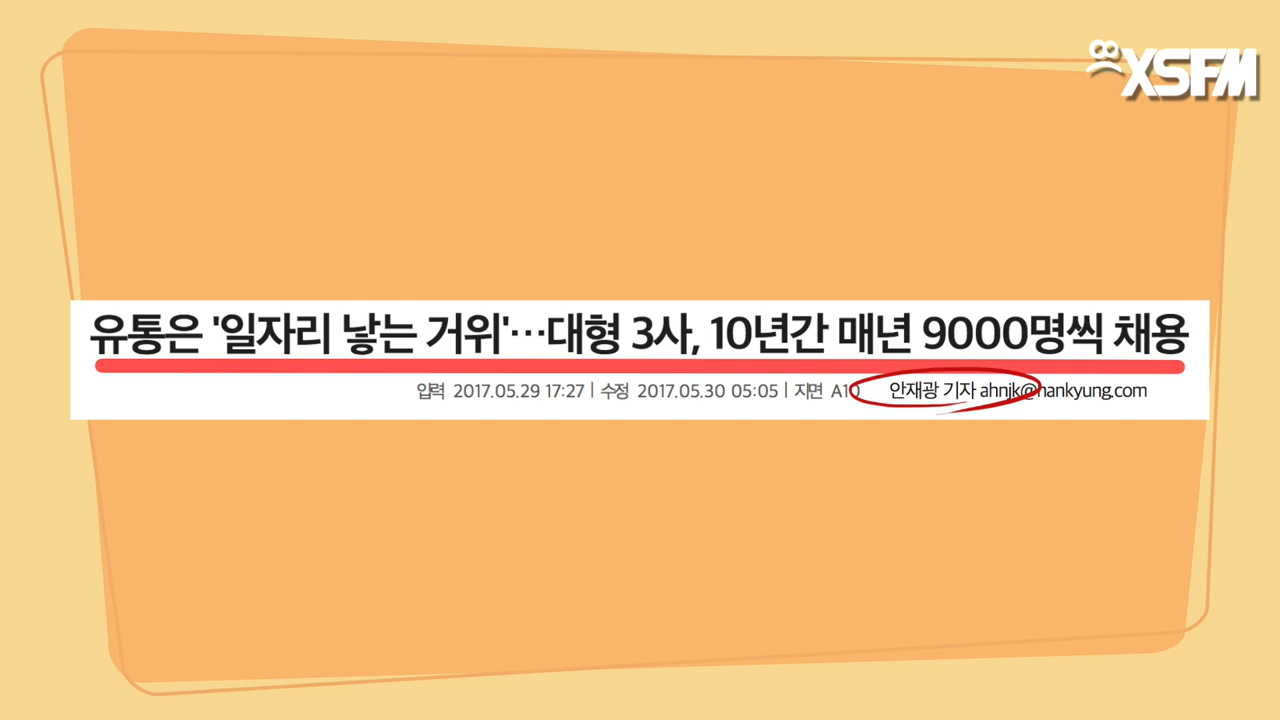 XSFM
유통은 '일자리 낳는 거위'…대형 3사, 10년간 매년 9000명씩 채용
입력 2017.05.29 17:27 | 수정 2017.05.30 05:05 | 지면 A10 안재광 기자 ahnjk@hankyung.com